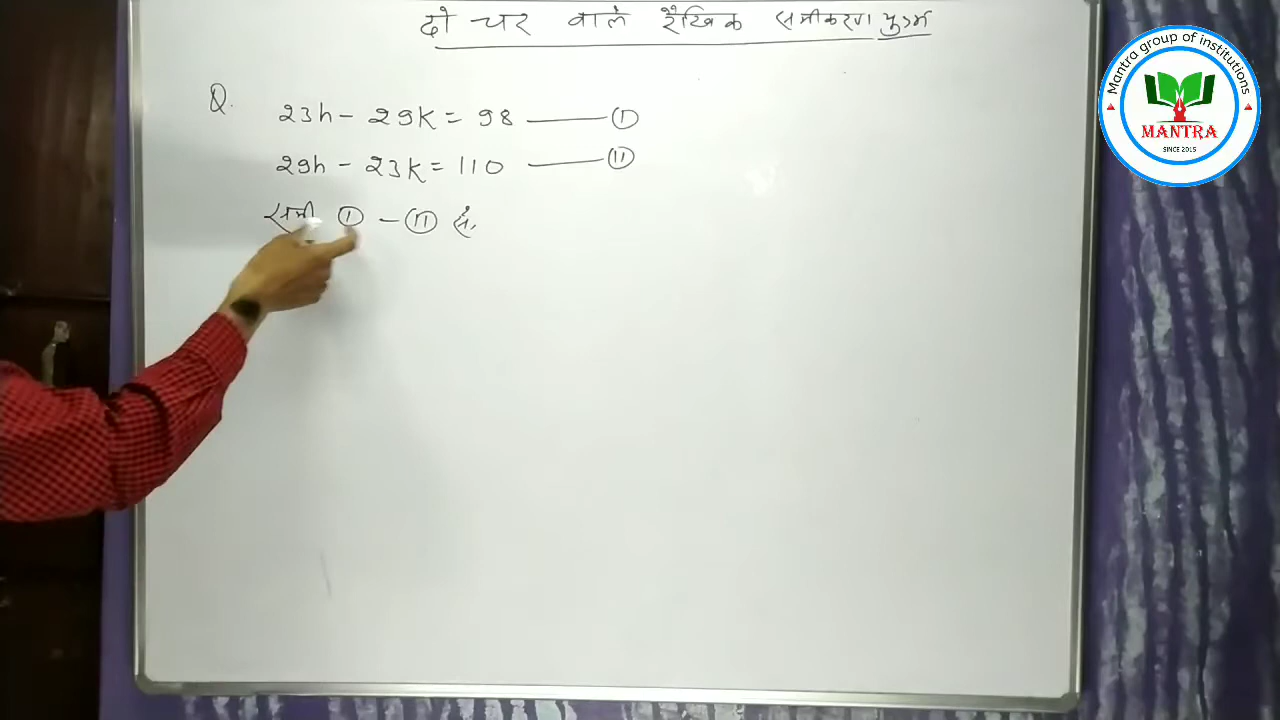 दो चर वाले रैखिक समीकरण युग्म
Q. 23h - 29k = 98 —— I
29h - 23k = 110 —— II
समी I - II से.
Mantra group of institutions
MANTRA
SINCE 2015